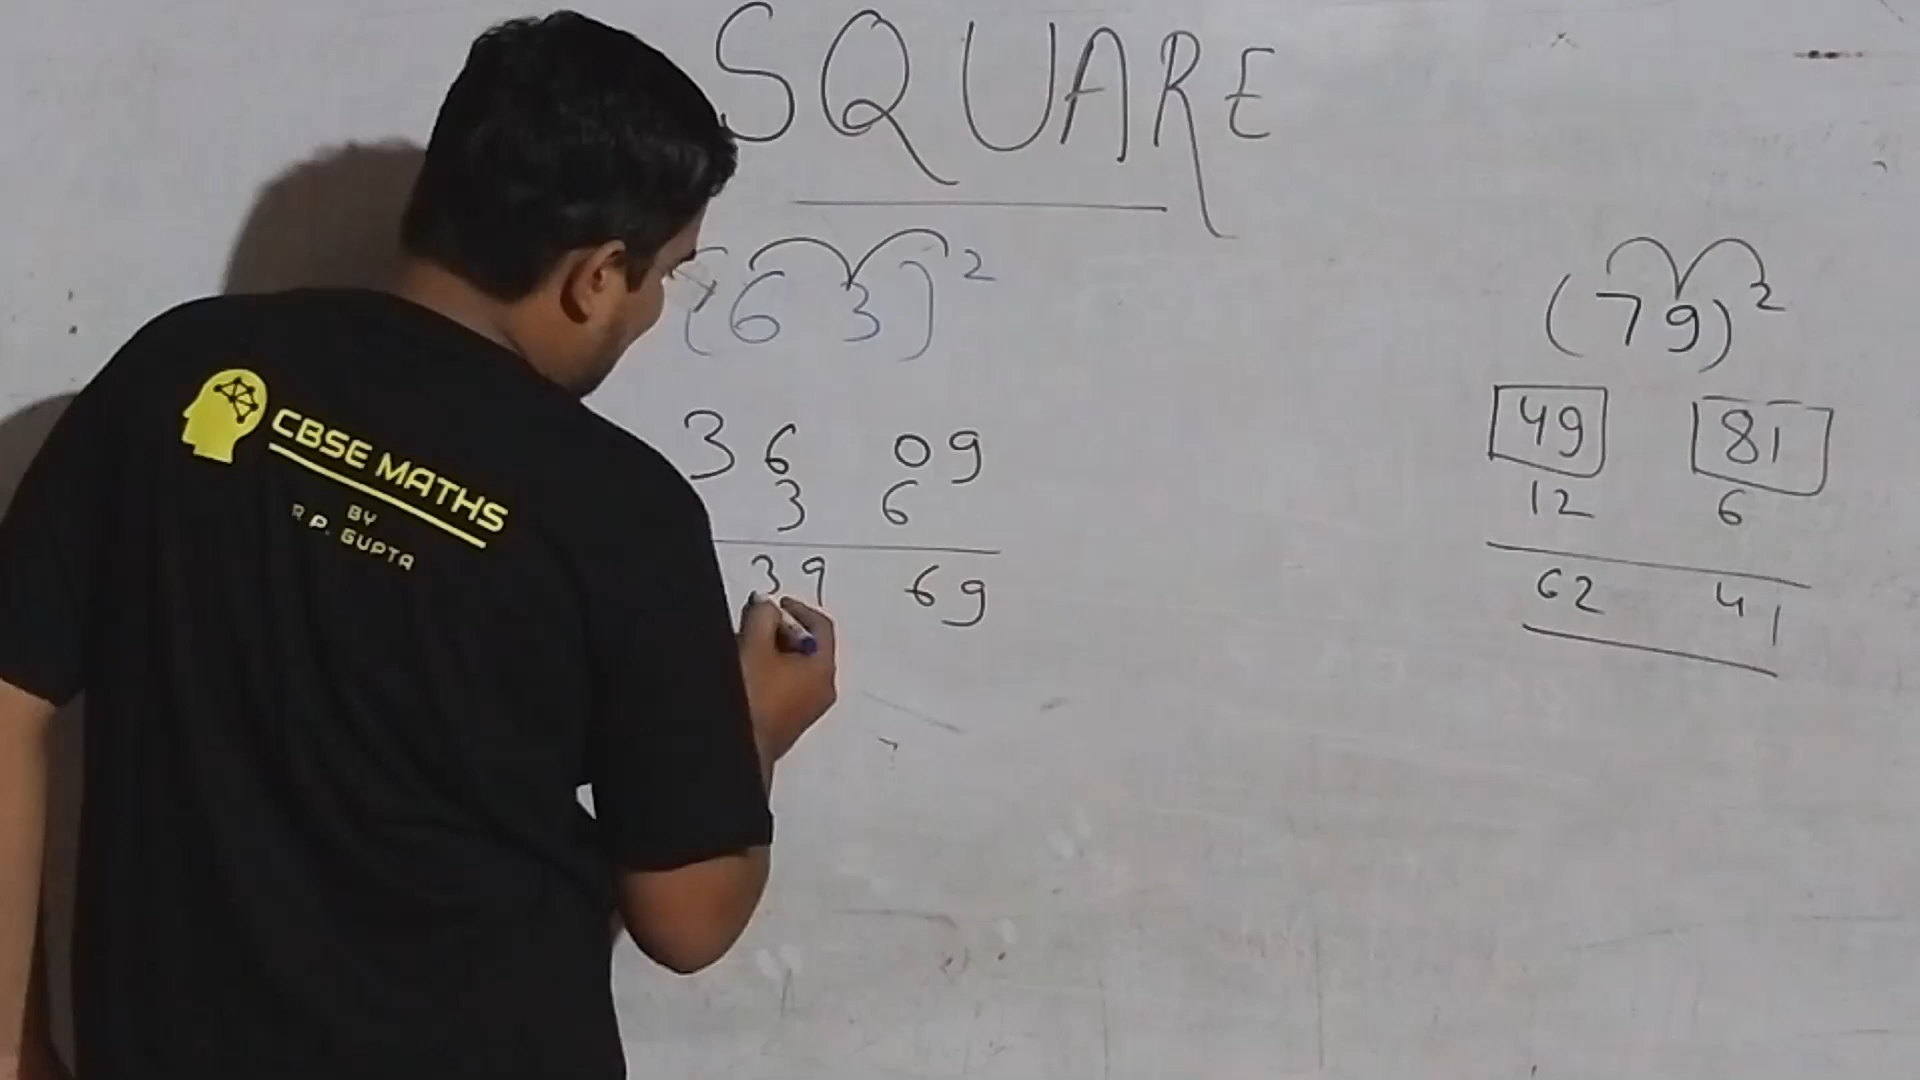 SQUARE
(63)²
36 09
3 6
39 69
(79)²
49 81
12 6
62 41
CBSE MATHS
BY
R.P. GUPTA